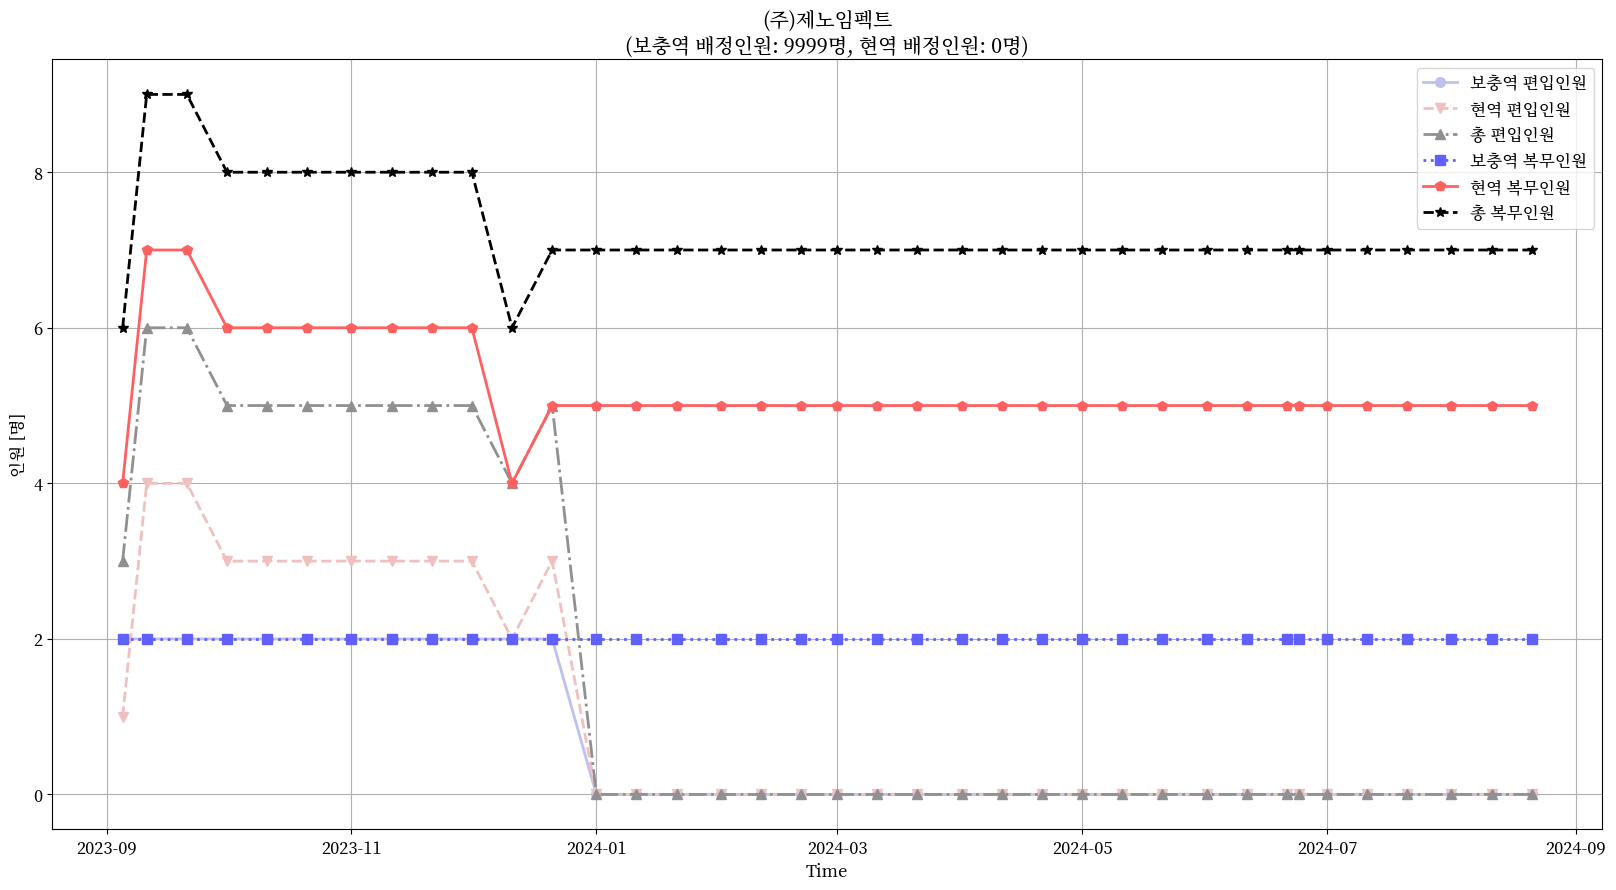 (주)제노임펙트
(보충역 배정인원: 9999명, 현역 배정인원: 0명)
보충역 편입인원
현역 편입인원
총 편입인원
보충역 복무인원
현역 복무인원
총 복무인원
인원 [명]
8
6
4
2
0
2023-09
2023-11
2024-01
2024-03
2024-05
2024-07
2024-09
Time